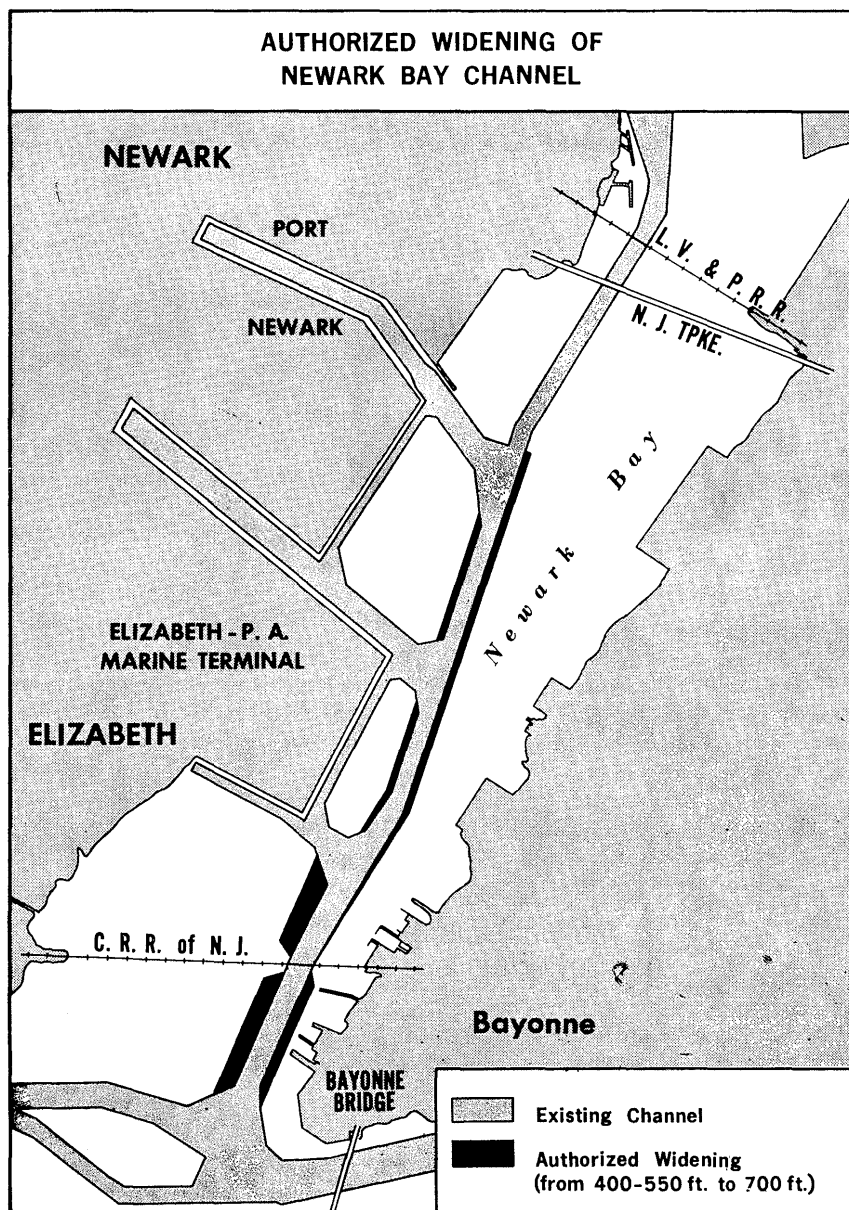 AUTHORIZED WIDENING OF
NEWARK BAY CHANNEL
NEWARK
PORT
NEWARK
L. V. & P. R. R.
N. J. TPKE.
Newark Bay
ELIZABETH - P. A.
MARINE TERMINAL
ELIZABETH
C. R. R. of N. J.
Bayonne
BAYONNE
BRIDGE
Existing Channel
Authorized Widening
(from 400-550 ft. to 700 ft.)